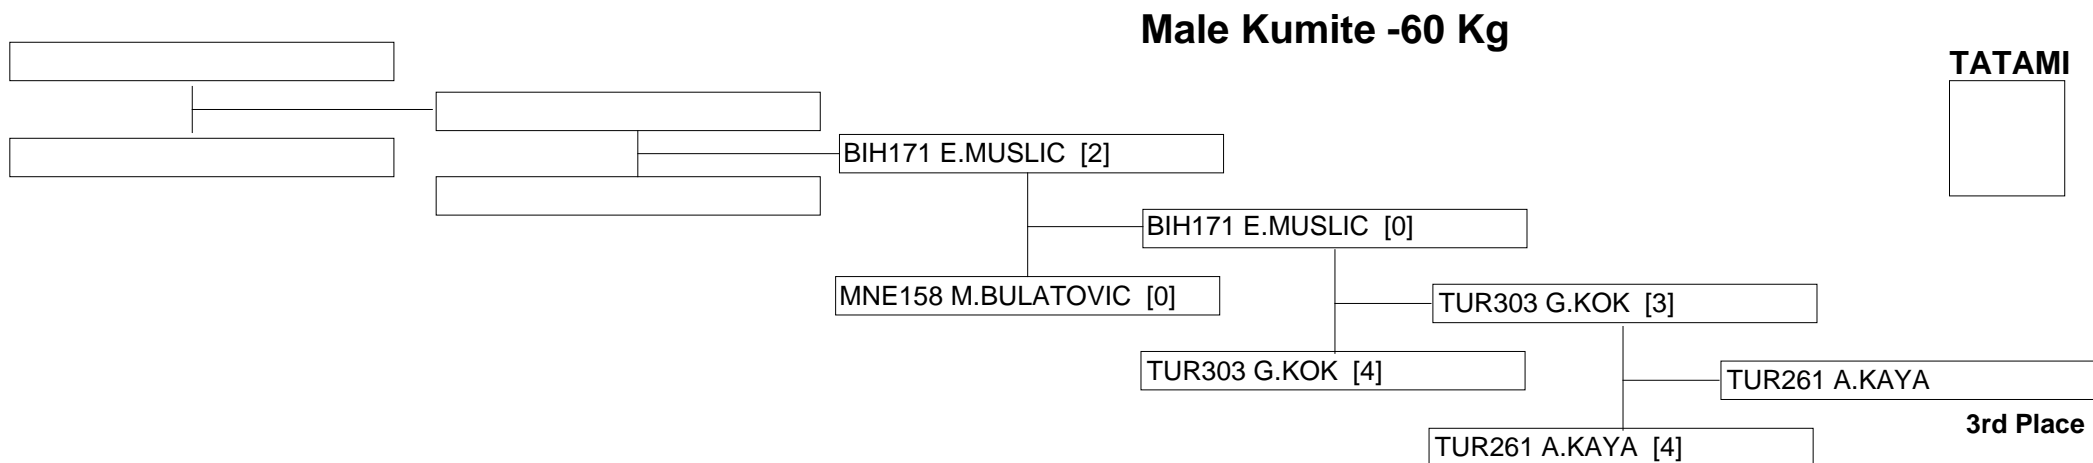 Male Kumite -60 Kg
TATAMI
BIH171 E.MUSLIC [2]
BIH171 E.MUSLIC [0]
MNE158 M.BULATOVIC [0]
TUR303 G.KOK [3]
TUR303 G.KOK [4]
TUR261 A.KAYA
3rd Place
TUR261 A.KAYA [4]